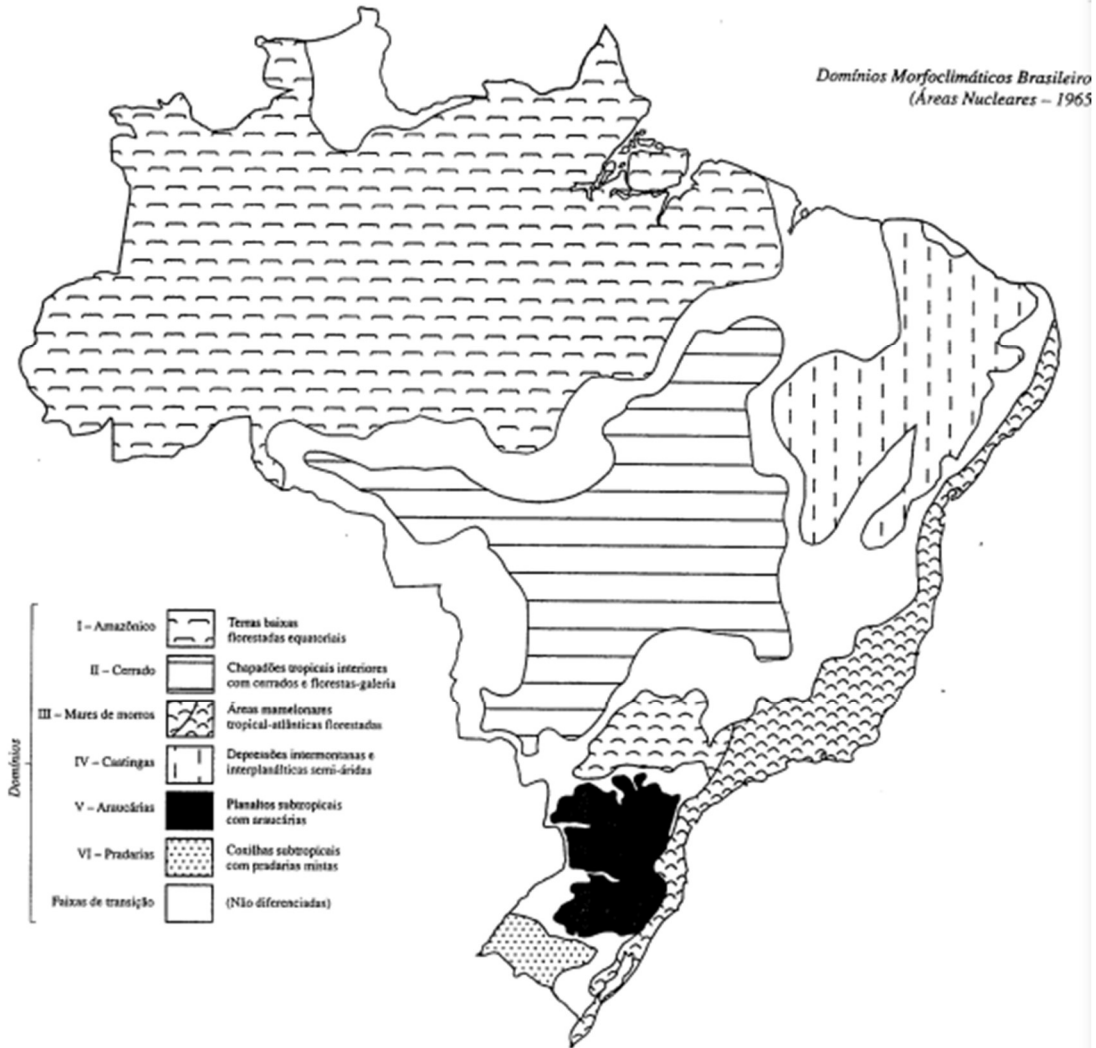 Domínios Morfoclimáticos Brasileiro
(Áreas Nucleares – 1965
Domínios
I – Amazônico
Terras baixas
florestadas equatoriais
II – Cerrado
Chapadões tropicais interiores
com cerrados e florestas-galeria
III – Mares de morros
Áreas mamelonares
tropical-atlânticas florestadas
IV – Caatingas
Depressões intermontanas e
interplanálticas semi-áridas
V – Araucárias
Planaltos subtropicais
com araucárias
VI – Pradarias
Coxilhas subtropicais
com pradarias mistas
Faixas de transição
(Não diferenciadas)